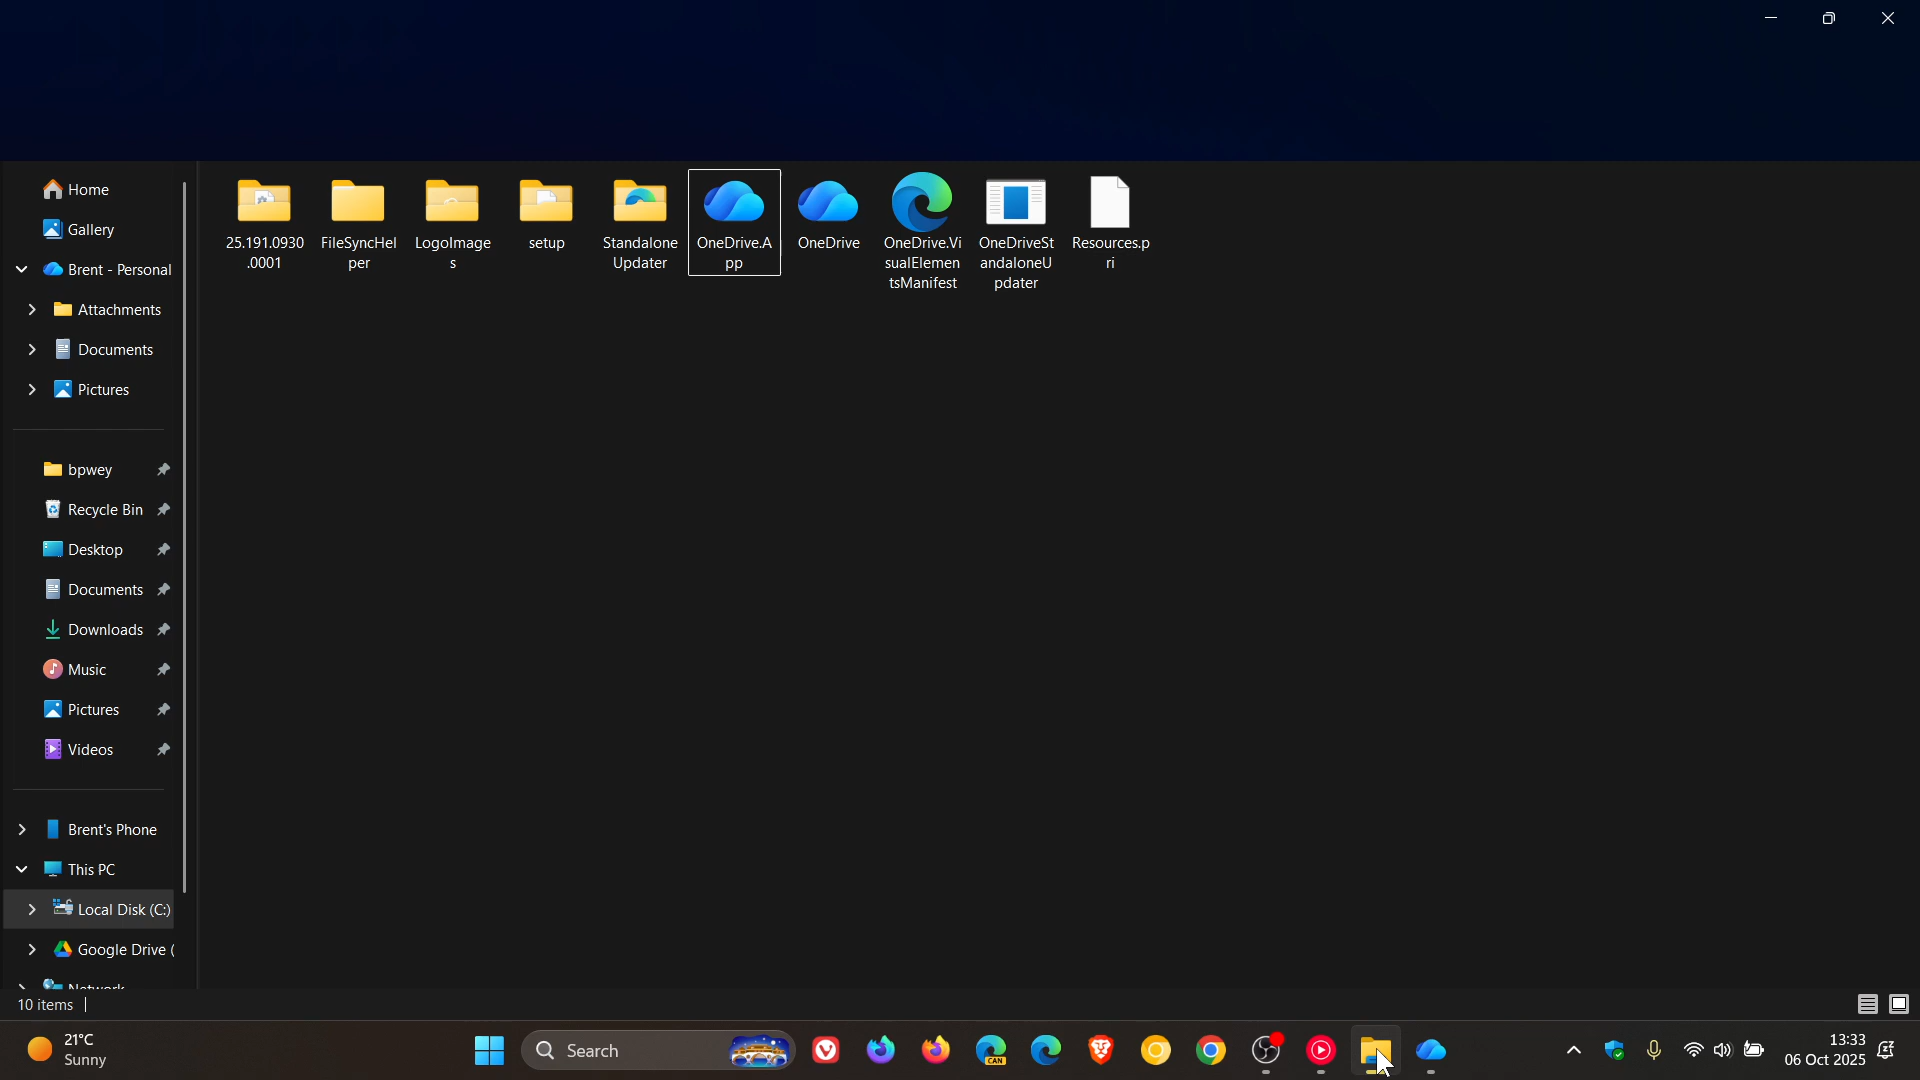 Home
Gallery
Brent - Personal
Attachments
Documents
Pictures
bpwey
Recycle Bin
Desktop
Documents
Downloads
Music
Pictures
Videos
Brent's Phone
This PC
Local Disk (C:)
Google Drive (
Network
25.191.0930
.0001
FileSyncHel
per
LogoImage
s
setup
Standalone
Updater
OneDrive.A
pp
OneDrive
OneDrive.Vi
sualElemen
tsManifest
OneDriveSt
andaloneU
pdater
Resources.p
ri
10 items
21°C
Sunny
Search
CAN
13:33
06 Oct 2025